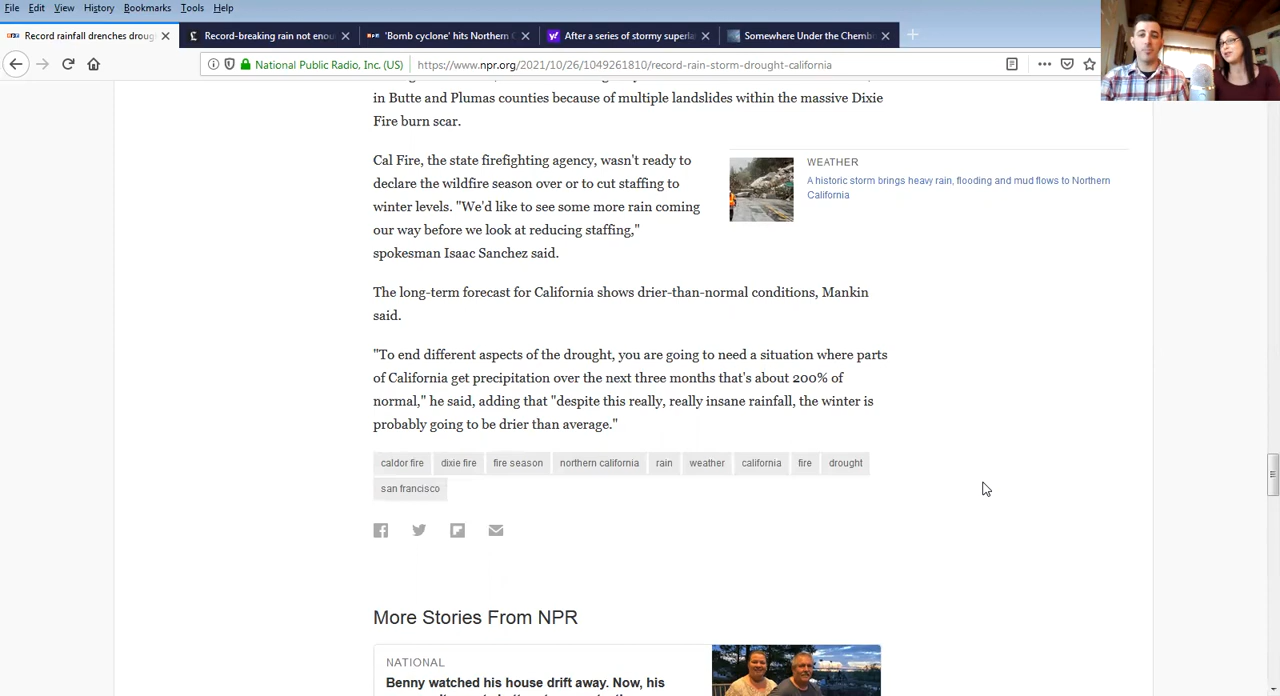 File Edit View History Bookmarks Tools Help
Record rainfall drenches droug
Record-breaking rain not enou
'Bomb cyclone' hits Northern C
After a series of stormy superla
Somewhere Under the Chemb
National Public Radio, Inc. (US)
https://www.npr.org/2021/10/26/1049261810/record-rain-storm-drought-california
in Butte and Plumas counties because of multiple landslides within the massive Dixie
Fire burn scar.
Cal Fire, the state firefighting agency, wasn't ready to
declare the wildfire season over or to cut staffing to
winter levels. "We'd like to see some more rain coming
our way before we look at reducing staffing,"
spokesman Isaac Sanchez said.
WEATHER
A historic storm brings heavy rain, flooding and mud flows to Northern
California
The long-term forecast for California shows drier-than-normal conditions, Mankin
said.
"To end different aspects of the drought, you are going to need a situation where parts
of California get precipitation over the next three months that's about 200% of
normal," he said, adding that "despite this really, really insane rainfall, the winter is
probably going to be drier than average."
caldor fire dixie fire fire season northern california rain weather california fire drought
san francisco
More Stories From NPR
NATIONAL
Benny watched his house drift away. Now, his